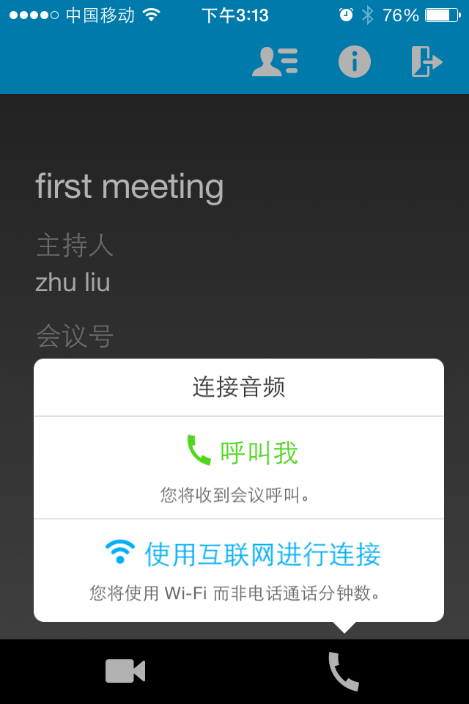 中国移动 下午3:13 76%
first meeting
主持人
zhu liu
会议号
连接音频
呼叫我
您将收到会议呼叫。
使用互联网进行连接
您将使用 Wi-Fi 而非电话通话分钟数。